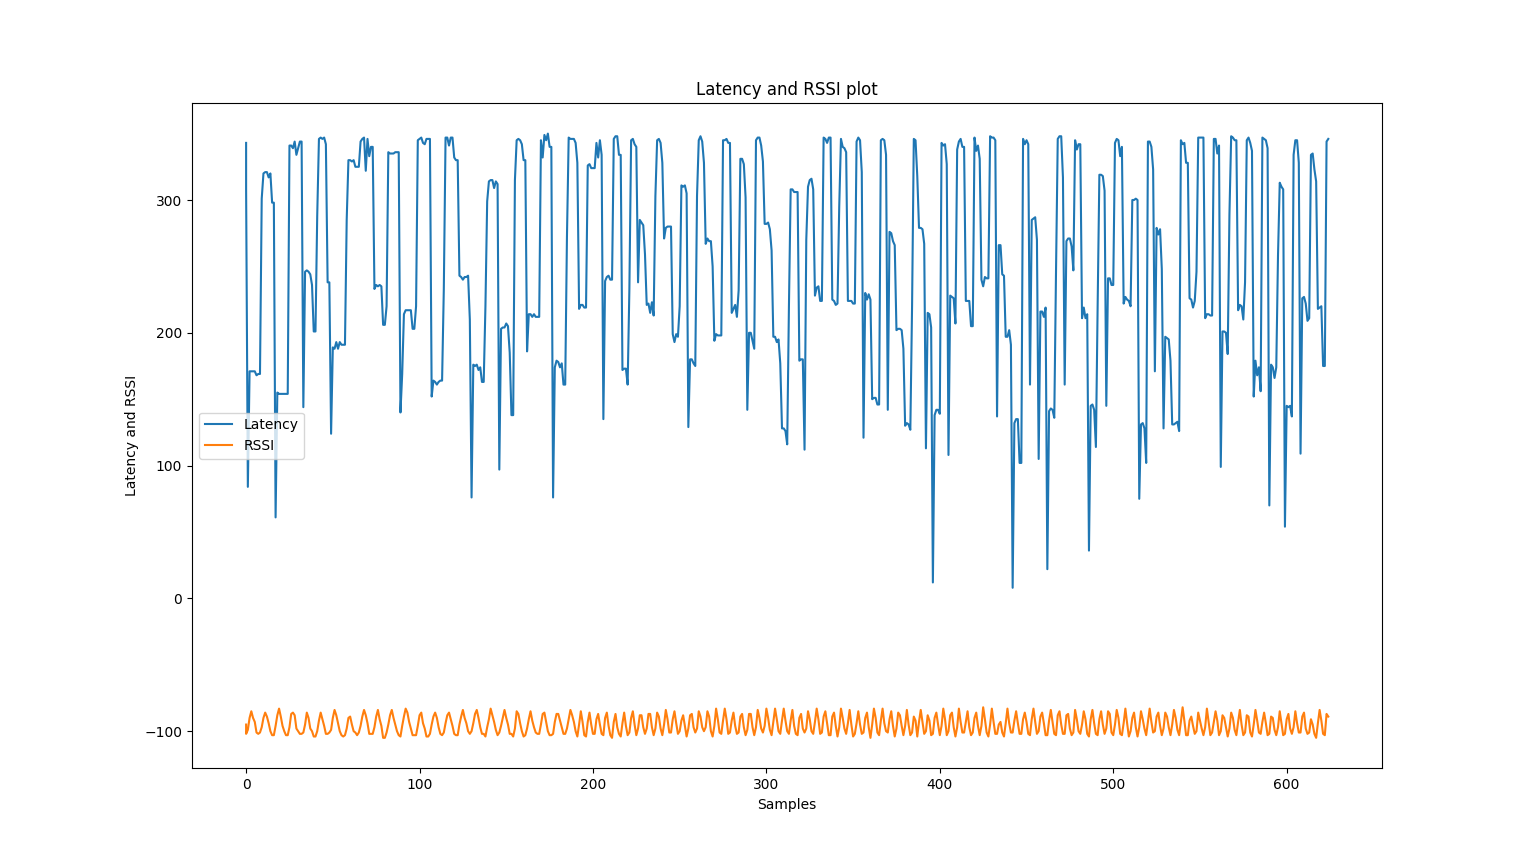 Latency and RSSI plot
300
200
100
0
−100
Latency and RSSI
Latency
RSSI
0 100 200 300 400 500 600
Samples